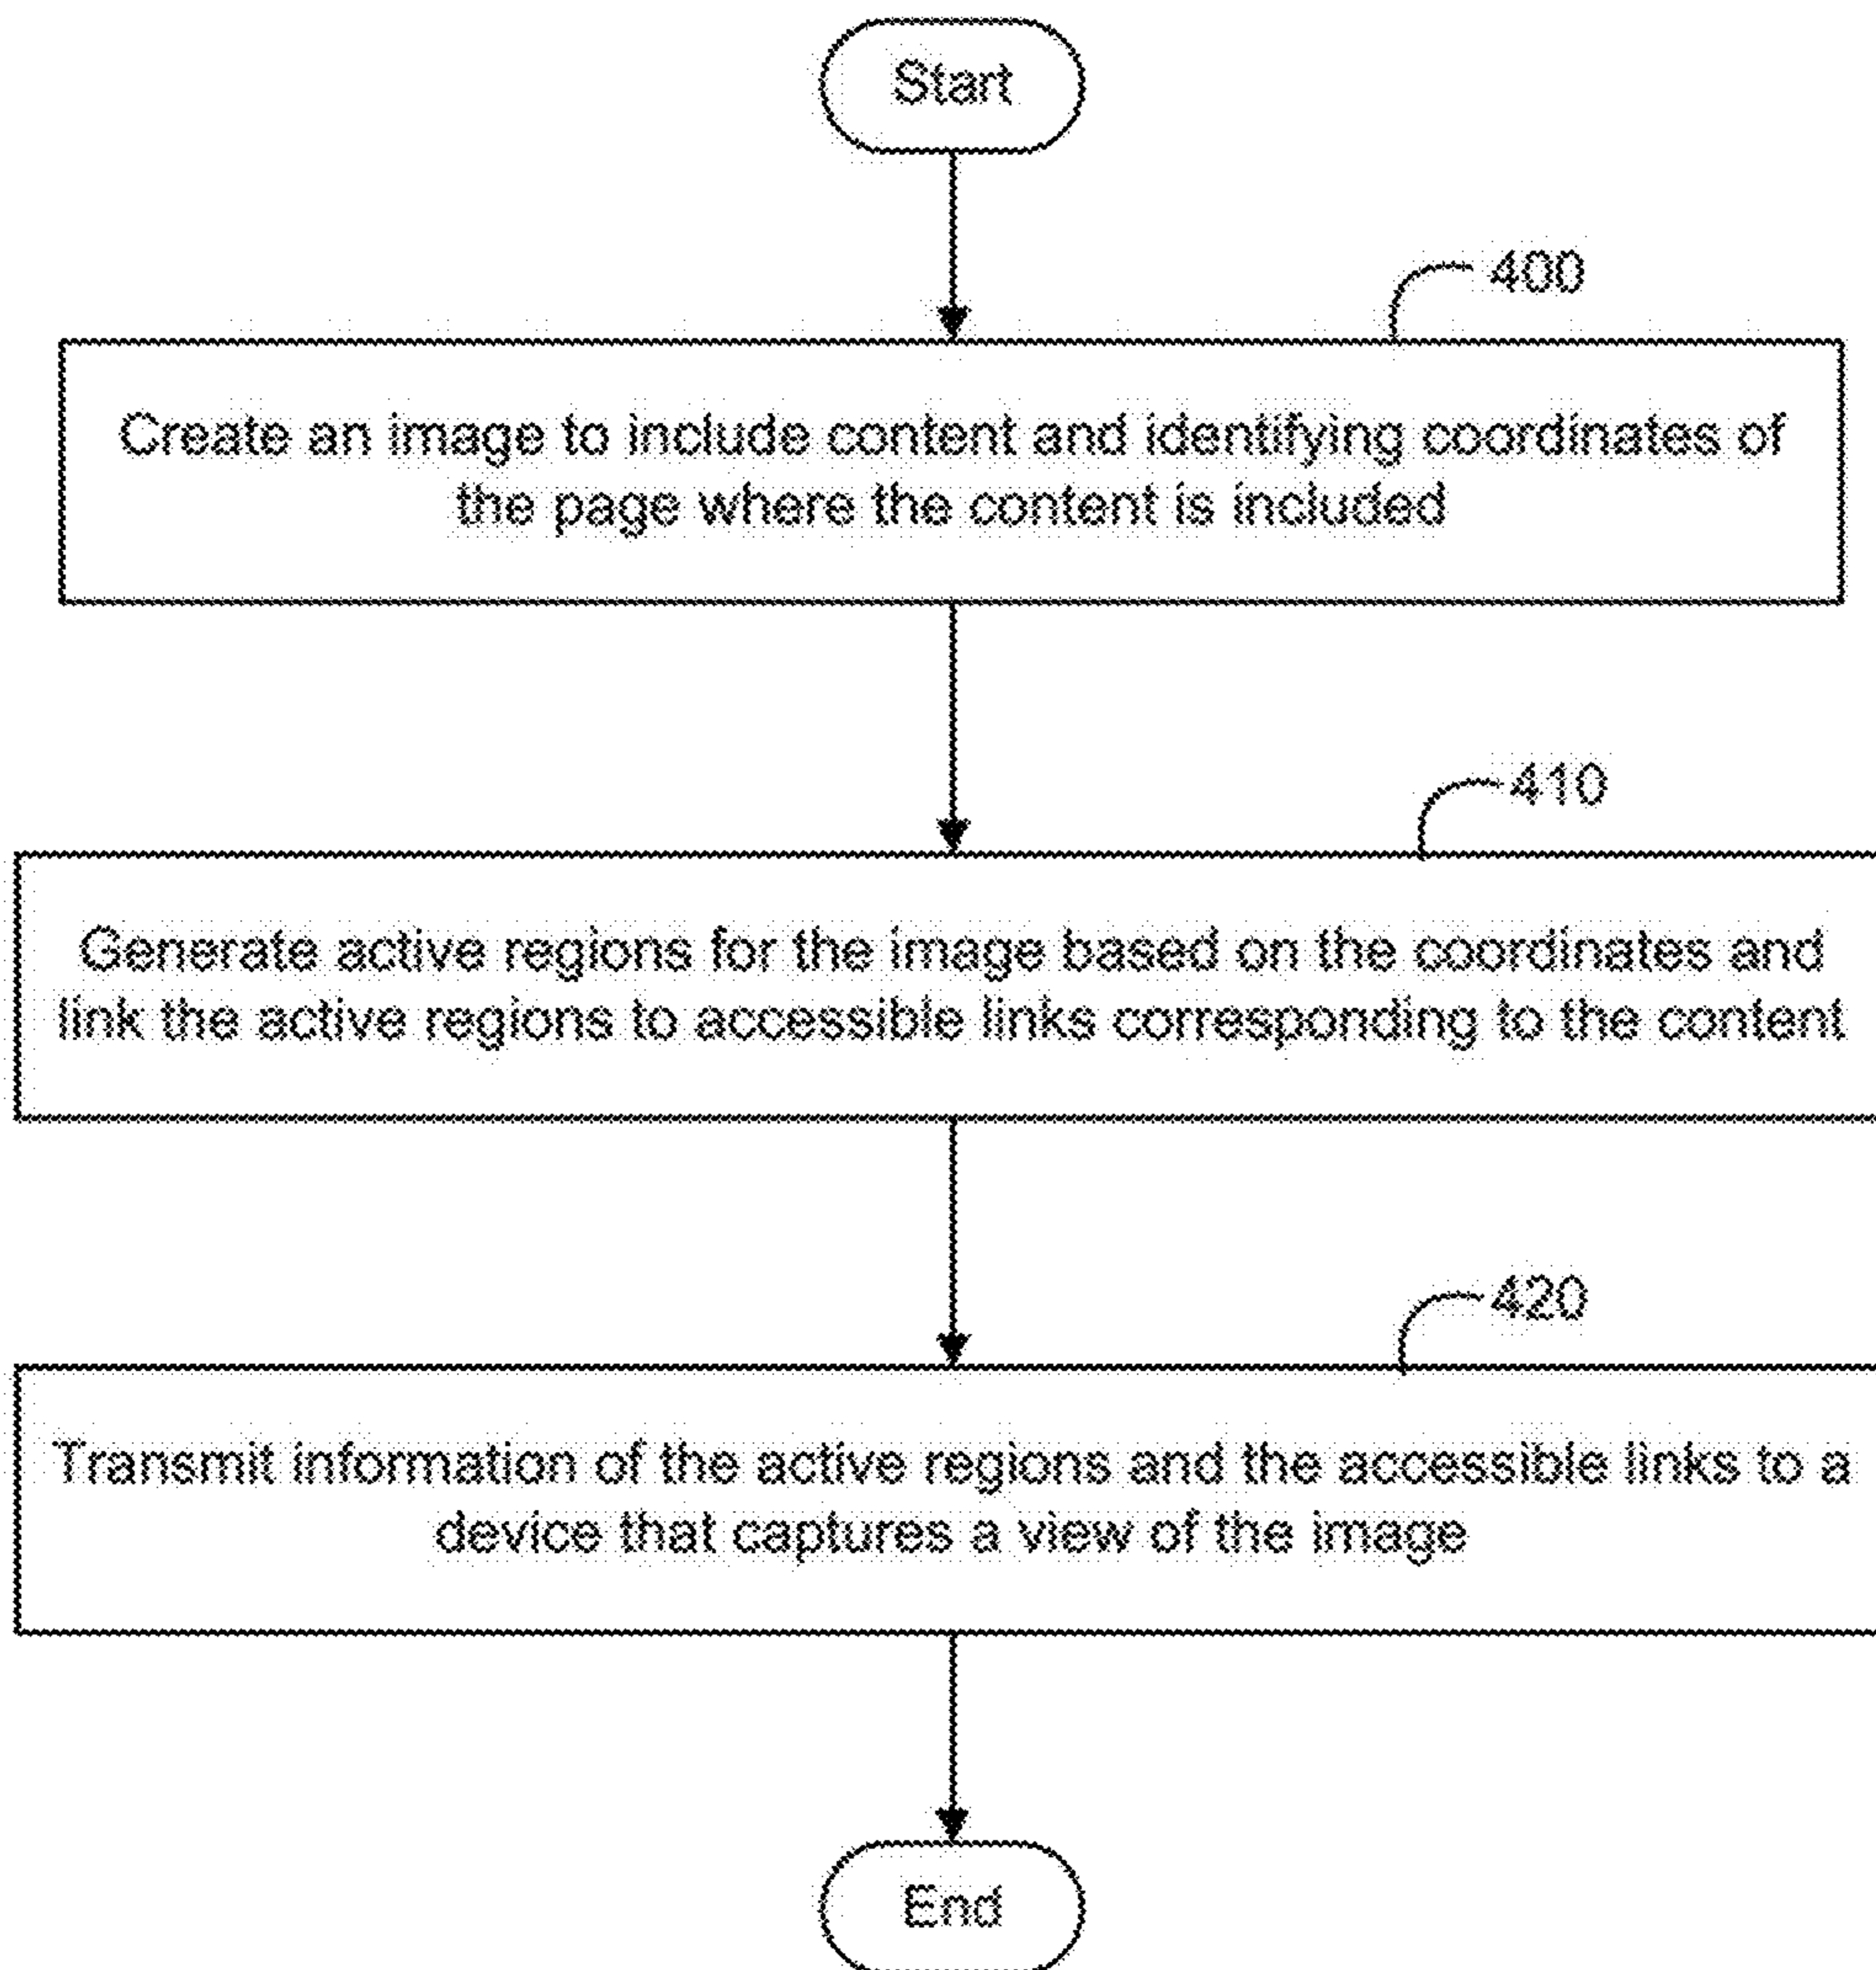 Start
400
Create an image to include content and identifying coordinates of
the page where the content is included
410
Generate active regions for the image based on the coordinates and
link the active regions to accessible links corresponding to the content
420
Transmit information of the active regions and the accessible links to a
device that captures a view of the image
End